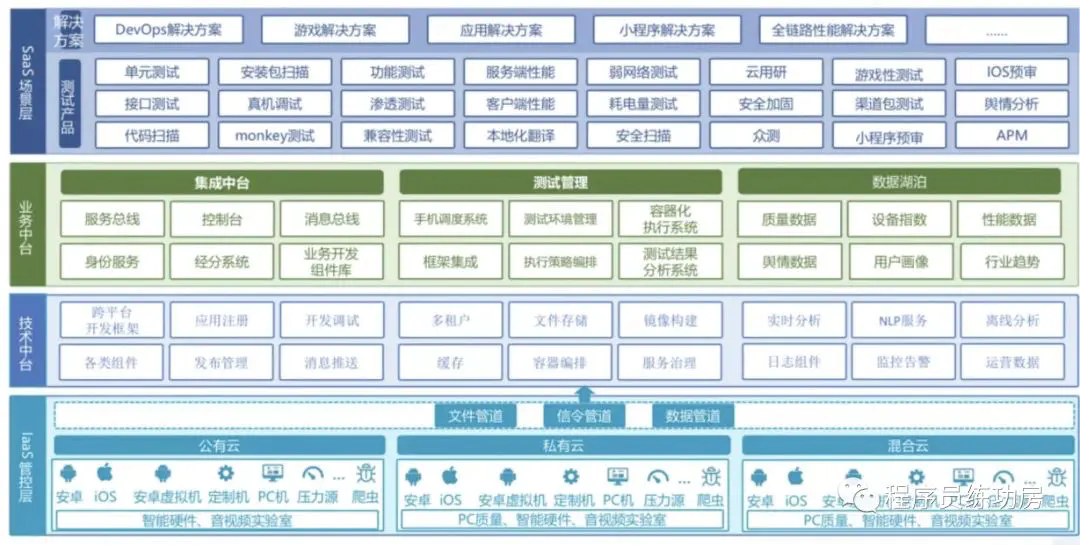 SaaS 场景层
解决方案
DevOps解决方案
游戏解决方案
应用解决方案
小程序解决方案
全链路性能解决方案
......
测试产品
单元测试
安装包扫描
功能测试
服务端性能
弱网络测试
云用研
游戏性测试
IOS预审
接口测试
真机调试
渗透测试
客户端性能
耗电量测试
安全加固
渠道包测试
舆情分析
代码扫描
monkey测试
兼容性测试
本地化翻译
安全扫描
众测
小程序预审
APM
业务中台
集成中台
测试管理
数据湖泊
服务总线
控制台
消息总线
手机调度系统
测试环境管理
容器化
执行系统
质量数据
设备指数
性能数据
身份服务
经分系统
业务开发
组件库
框架集成
执行策略编排
测试结果
分析系统
舆情数据
用户画像
行业趋势
技术中台
跨平台
开发框架
应用注册
开发调试
多租户
文件存储
镜像构建
实时分析
NLP服务
离线分析
各类组件
发布管理
消息推送
缓存
容器编排
服务治理
日志组件
监控告警
运营数据
IaaS 管控层
文件管道
信令管道
数据管道
公有云
私有云
混合云
安卓
iOS
安卓虚拟机
定制机
PC机
压力源
...
爬虫
安卓
iOS
安卓虚拟机
定制机
PC机
压力源
...
爬虫
安卓
iOS
...
爬虫
智能硬件、音视频实验室
PC质量、智能硬件、音视频实验室
PC质量、智能硬件、音视频实验室
程序员练功房